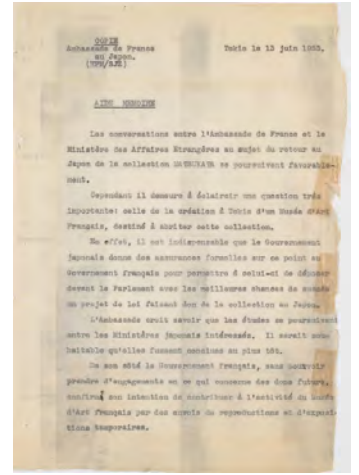 COPIE
Ambassade de France
au Japon.
Tokio le 13 juin 1953.
AIDE MEMOIRE
Les conversations entre l'Ambassade de France et le
Ministère des Affaires Etrangères au sujet du retour au
Japon de la collection MATSUKATA se poursuivent favorable-
ment.
Cependant il demeure à éclaircir une question très
importante: celle de la création à Tokio d'un Musée d'Art
Français, destiné à abriter cette collection.
En effet, il est indispensable que le Gouvernement
japonais donne des assurances formelles sur ce point au
Gouvernement français pour permettre à celui-ci de déposer
devant le Parlement avec les meilleures chances de succès
un projet de loi faisant don de la collection au Japon.
L'Ambassade croit savoir que les études se poursuivent
entre les Ministères japonais intéressés. Il serait sou-
haitable qu'elles fussent conclues au plus tôt.
De son côté le Gouvernement français, sans pouvoir
prendre d'engagements en ce qui concerne des dons futurs,
confirme son intention de contribuer à l'activité du Musée
d'Art français par des envois de reproductions et d'exposi-
tions temporaires.